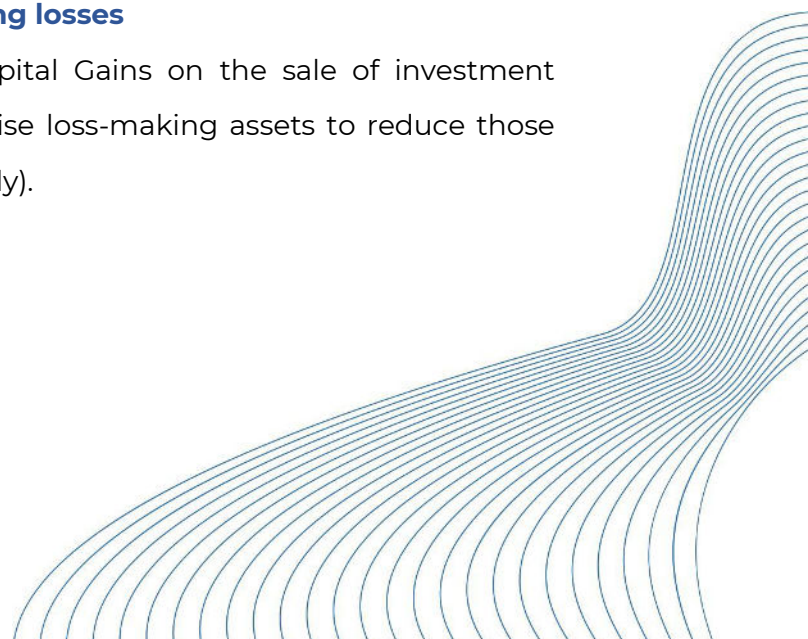 ng losses
pital Gains on the sale of investment
ise loss-making assets to reduce those
ly).